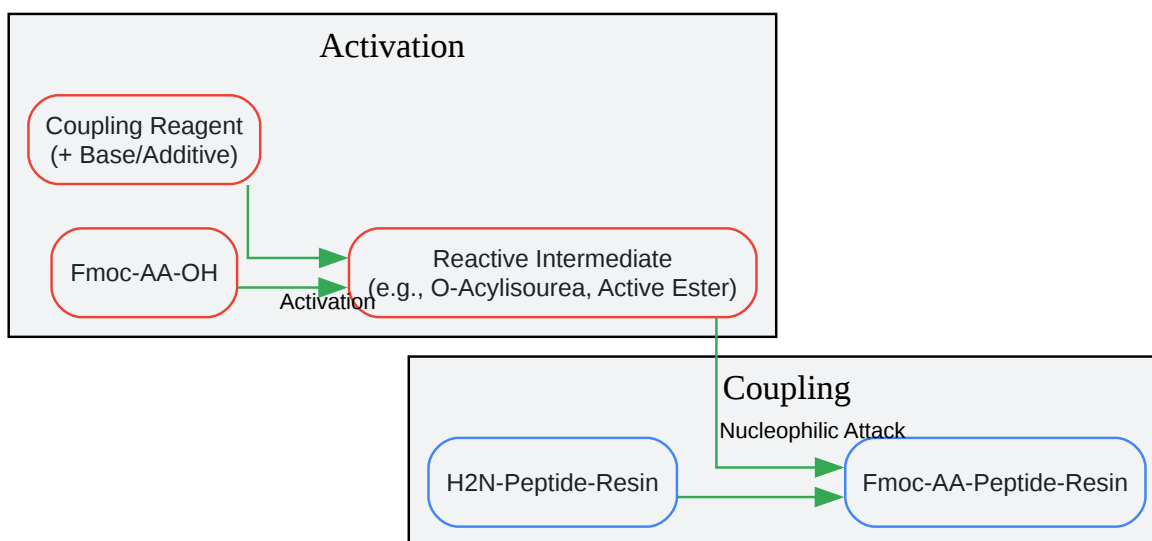 Activation
Coupling Reagent
(+ Base/Additive)
Fmoc-AA-OH
Reactive Intermediate
(e.g., O-Acylisourea, Active Ester)
Activation
Coupling
Nucleophilic Attack
H2N-Peptide-Resin
Fmoc-AA-Peptide-Resin